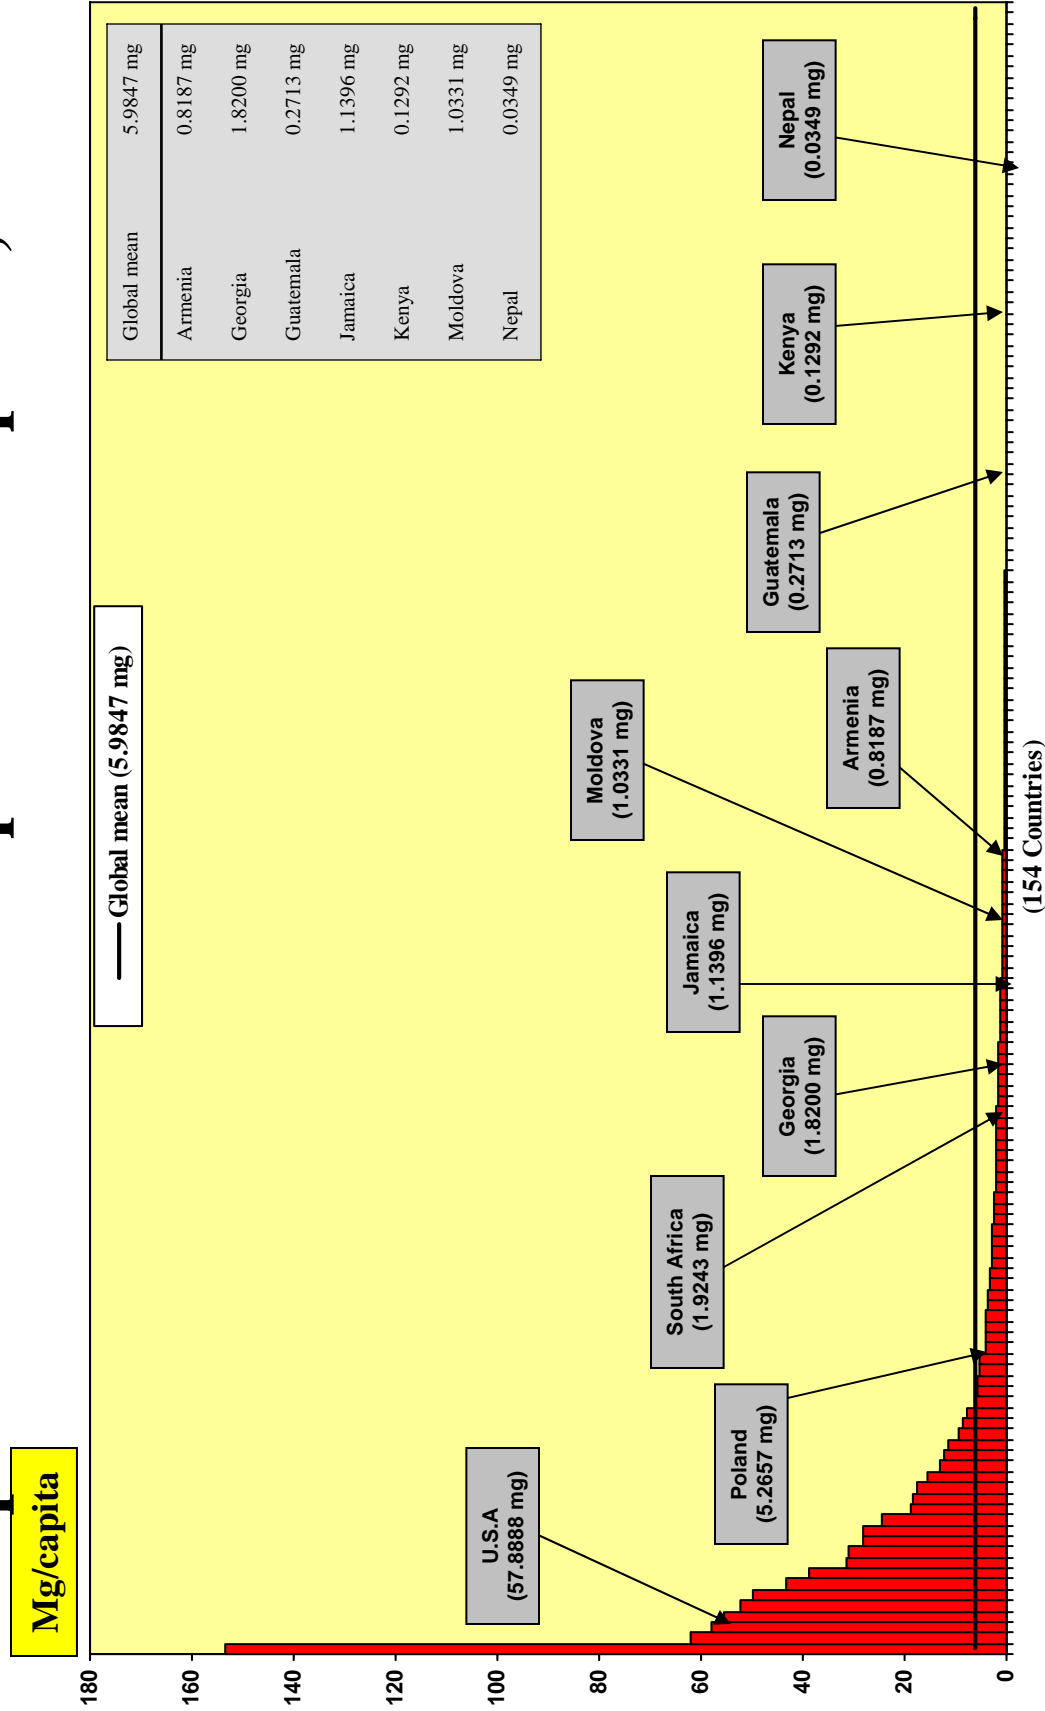 Mg/capita
Global mean (5.9847 mg)
Global mean 5.9847 mg
Armenia 0.8187 mg
Georgia 1.8200 mg
Guatemala 0.2713 mg
Jamaica 1.1396 mg
Kenya 0.1292 mg
Moldova 1.0331 mg
Nepal 0.0349 mg
180
160
140
120
100
80
60
40
20
0
U.S.A
(57.8888 mg)
Poland
(5.2657 mg)
South Africa
(1.9243 mg)
Georgia
(1.8200 mg)
Jamaica
(1.1396 mg)
Moldova
(1.0331 mg)
Armenia
(0.8187 mg)
Guatemala
(0.2713 mg)
Kenya
(0.1292 mg)
Nepal
(0.0349 mg)
(154 Countries)